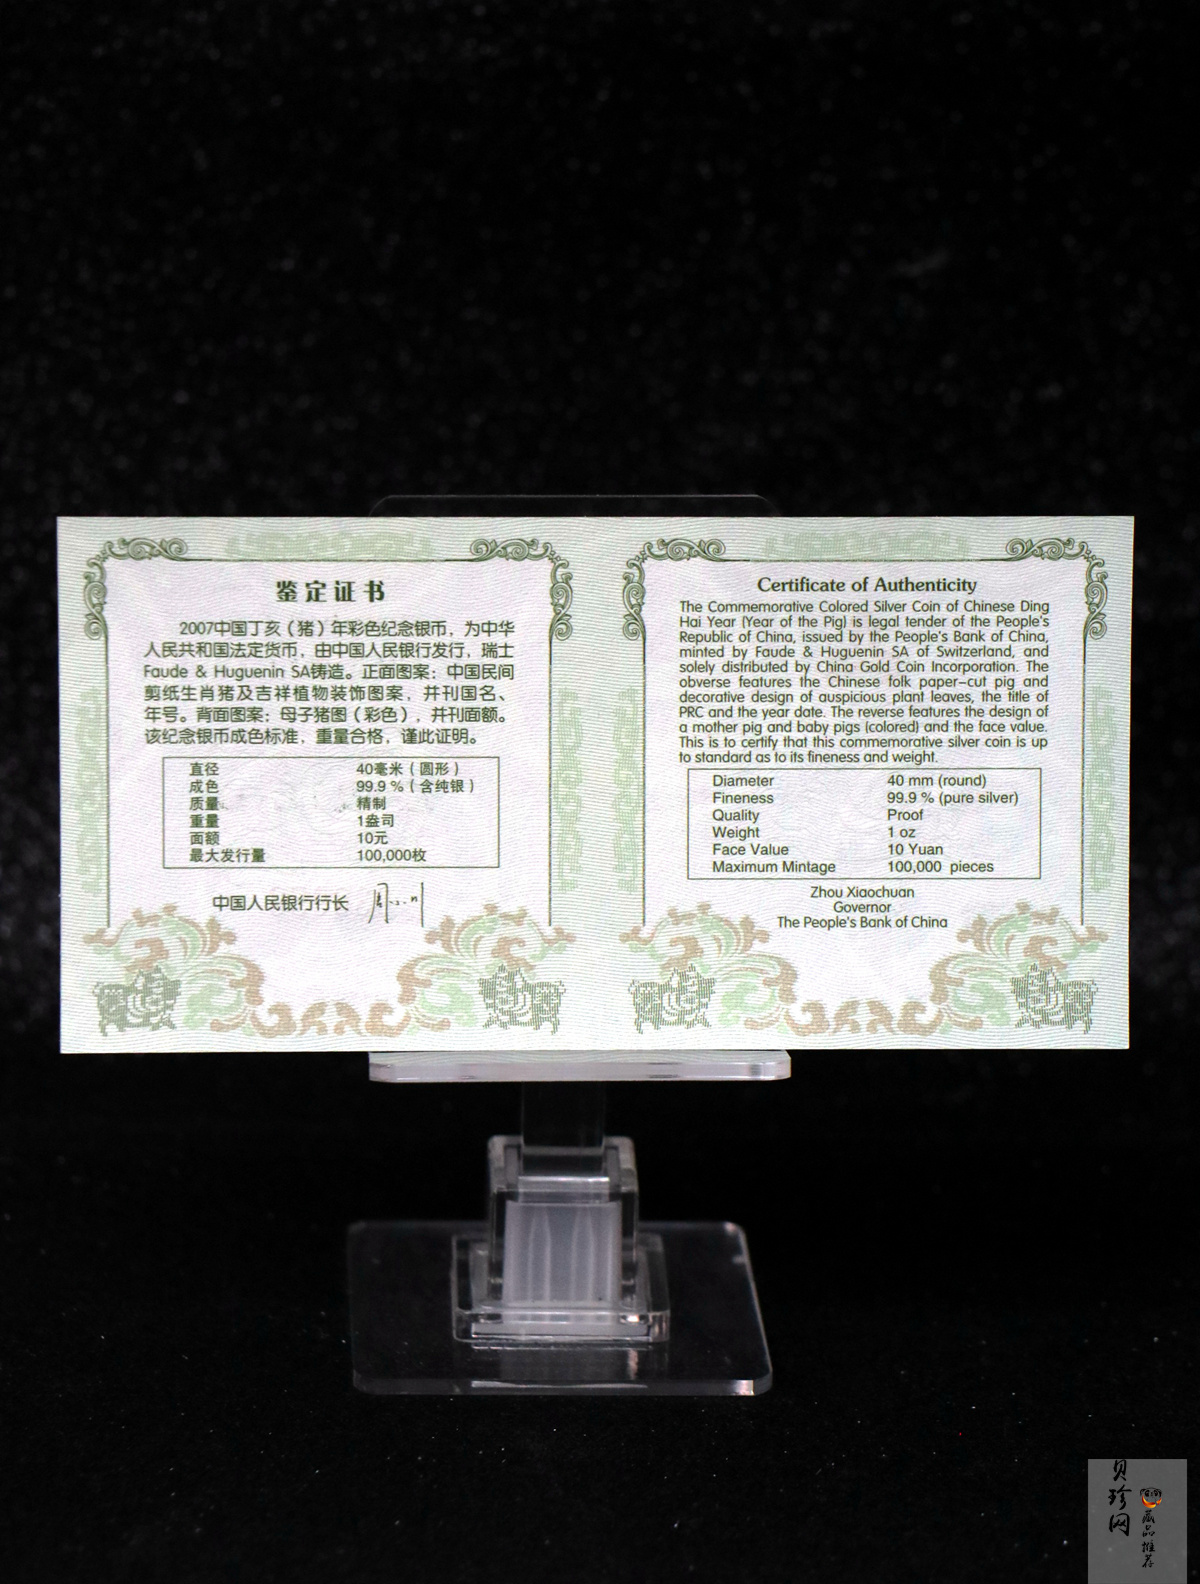 鉴定证书
2007中国丁亥（猪）年彩色纪念银币，为中华
人民共和国法定货币，由中国人民银行发行，瑞士
Faude & Huguenin SA铸造。正面图案：中国民间
剪纸生肖猪及吉祥植物装饰图案，并刊国名、
年号。背面图案：母子猪图（彩色），并刊面额。
该纪念银币成色标准，重量合格，谨此证明。
直径 40毫米（圆形）
成色 99.9 %（含纯银）
质量 精制
重量 1盎司
面额 10元
最大发行量 100,000枚
中国人民银行行长 周小川
Certificate of Authenticity
The Commemorative Colored Silver Coin of Chinese Ding
Hai Year (Year of the Pig) is legal tender of the People's
Republic of China, issued by the People's Bank of China,
minted by Faude & Huguenin SA of Switzerland, and
solely distributed by China Gold Coin Incorporation. The
obverse features the Chinese folk paper-cut pig and
decorative design of auspicious plant leaves, the title of
PRC and the year date. The reverse features the design of
a mother pig and baby pigs (colored) and the face value.
This is to certify that this commemorative silver coin is up
to standard as to its fineness and weight.
Diameter 40 mm (round)
Fineness 99.9 % (pure silver)
Quality Proof
Weight 1 oz
Face Value 10 Yuan
Maximum Mintage 100,000 pieces
Zhou Xiaochuan
Governor
The People's Bank of China
贝珍网
藏品推荐